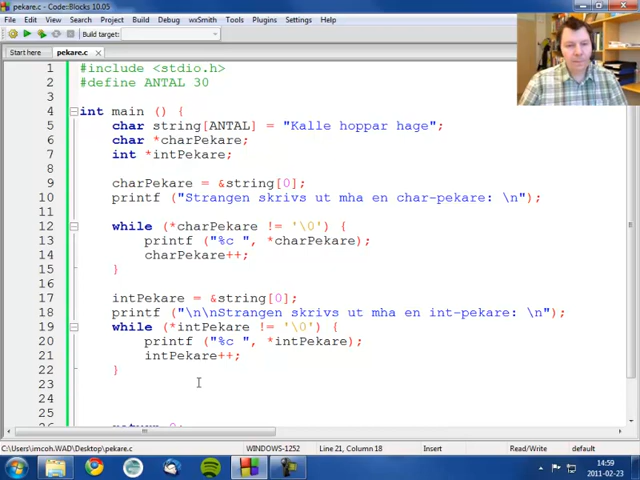 pekare.c - Code::Blocks 10.05
File Edit View Search Project Build Debug wxSmith Tools Plugins Settings Help
Build target:
Start here pekare.c
1 #include <stdio.h>
2 #define ANTAL 30
3
4 int main () {
5 char string[ANTAL] = "Kalle hoppar hage";
6 char *charPekare;
7 int *intPekare;
8
9 charPekare = &string[0];
10 printf ("Strangen skrivs ut mha en char-pekare: \n");
11
12 while (*charPekare != '\0') {
13 printf ("%c ", *charPekare);
14 charPekare++;
15 }
16
17 intPekare = &string[0];
18 printf ("\n\nStrangen skrivs ut mha en int-pekare: \n");
19 while (*intPekare != '\0') {
20 printf ("%c ", *intPekare);
21 intPekare++;
22 }
23
24
25
26 return 0;
C:\Users\imcoh.WAD\Desktop\pekare.c WINDOWS-1252 Line 21, Column 18 Insert Read/Write default
14:59
2011-02-23